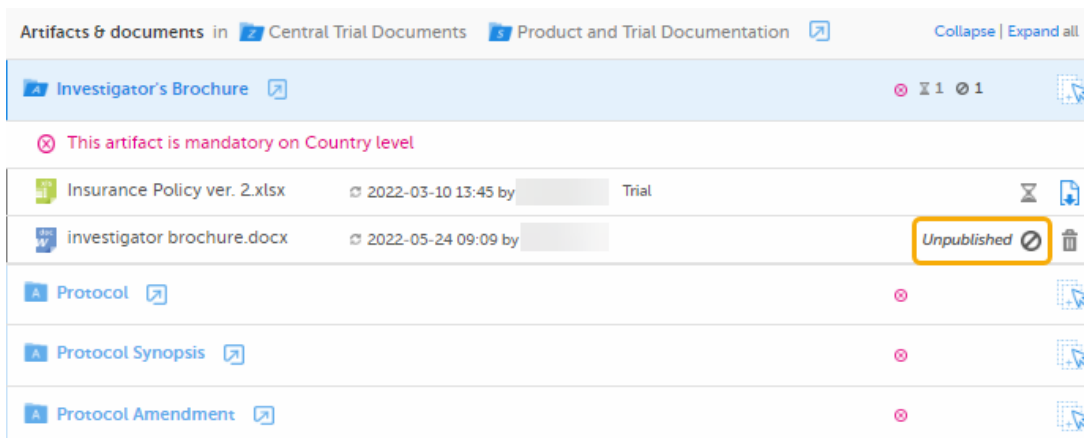 Artifacts & documents in Z Central Trial Documents S Product and Trial Documentation Collapse | Expand all
A Investigator's Brochure 1 1
This artifact is mandatory on Country level
xls Insurance Policy ver. 2.xlsx 2022-03-10 13:45 by Trial
doc W investigator brochure.docx 2022-05-24 09:09 by Unpublished
A Protocol
A Protocol Synopsis
A Protocol Amendment